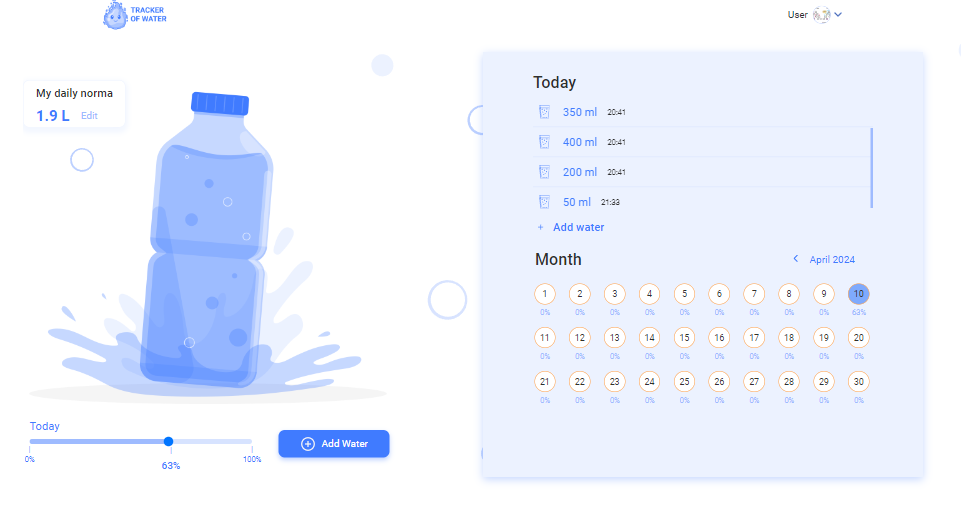 TRACKER
OF WATER
User
My daily norma
1.9 L Edit
Today
350 ml 20:41
400 ml 20:41
200 ml 20:41
50 ml 21:33
+ Add water
Month
< April 2024
1 2 3 4 5 6 7 8 9 10
0% 0% 0% 0% 0% 0% 0% 0% 0% 63%
11 12 13 14 15 16 17 18 19 20
0% 0% 0% 0% 0% 0% 0% 0% 0% 0%
21 22 23 24 25 26 27 28 29 30
0% 0% 0% 0% 0% 0% 0% 0% 0% 0%
Today
0% 100%
63%
Add Water